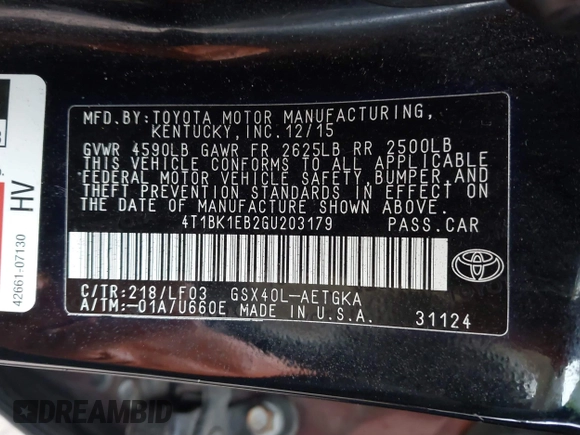 MFD.BY:TOYOTA MOTOR MANUFACTURING,
KENTUCKY,INC.12/15
GVWR 4590LB GAWR FR 2625LB RR 2500LB
THIS VEHICLE CONFORMS TO ALL APPLICABLE
FEDERAL MOTOR VEHICLE SAFETY, BUMPER, AND
THEFT PREVENTION STANDARDS IN EFFECT ON
THE DATE OF MANUFACTURE SHOWN ABOVE.
4T1BK1EB2GU203179 PASS.CAR
C/TR:218/LF03 GSX40L-AETGKA
A/TM:-01A/U660E MADE IN U.S.A. 31124
TOYOTA
HV
42661-07130
DREAMBID